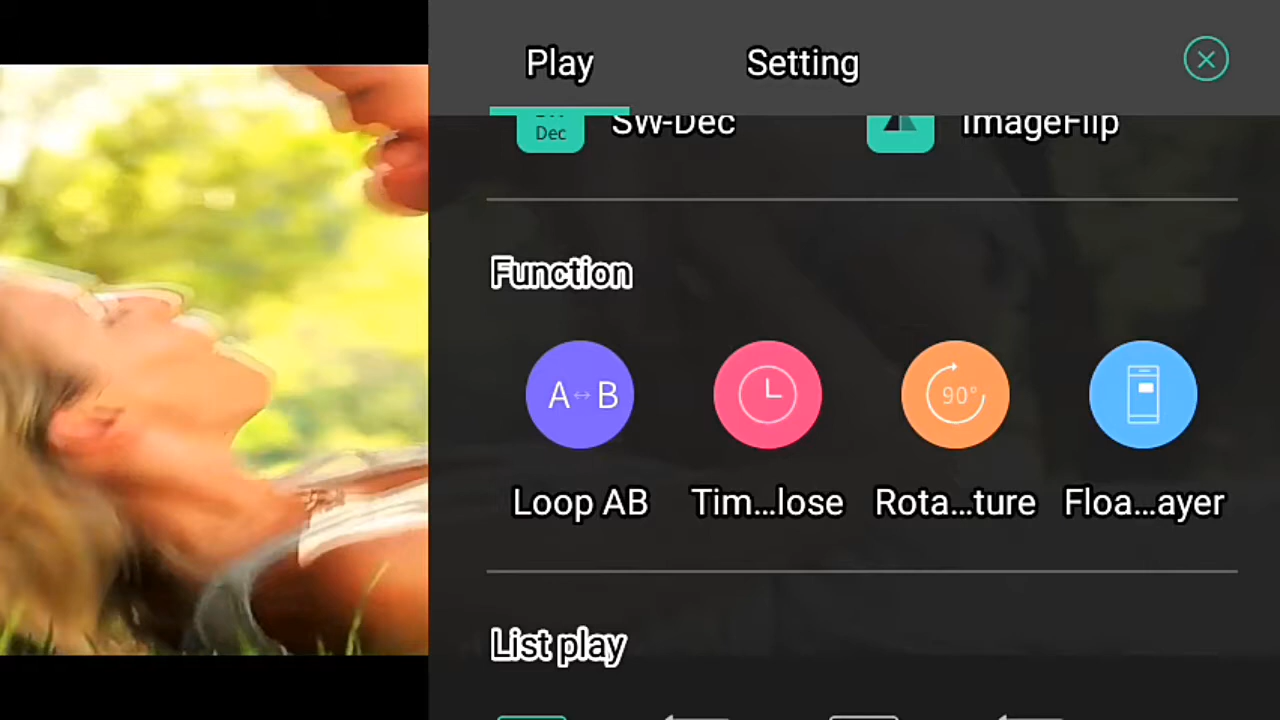 Play Setting
Dec SW-Dec ImageFlip
Function
A↔B 90°
Loop AB Tim...lose Rota...ture Floa...ayer
List play